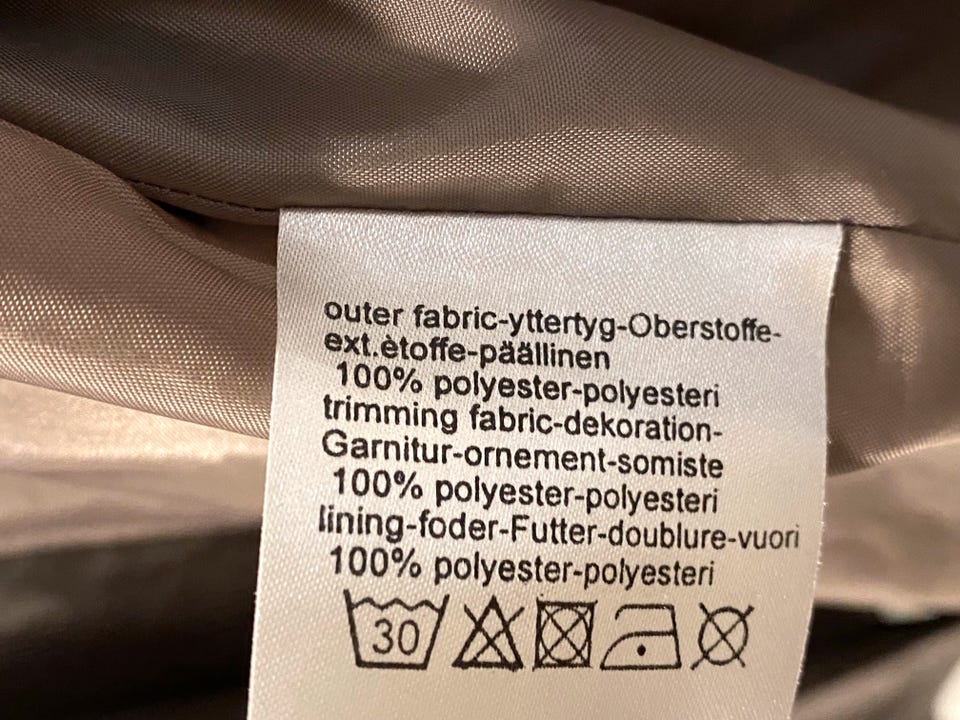 outer fabric-yttertyg-Oberstoffe-
ext.ètoffe-päällinen
100% polyester-polyesteri
trimming fabric-dekoration-
Garnitur-ornement-somiste
100% polyester-polyesteri
lining-foder-Futter-doublure-vuori
100% polyester-polyesteri
30